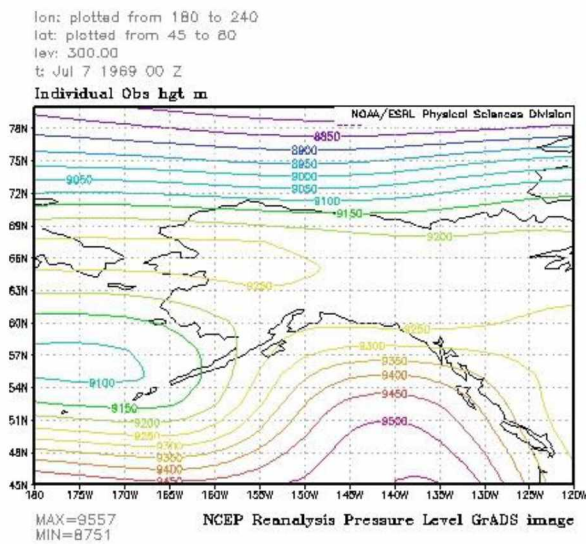 lon: plotted from 180 to 240
lat: plotted from 45 to 80
lev: 300.00
t: Jul 7 1969 00 Z
Individual Obs hgt m
NOAA/ESRL Physical Sciences Division
78N
8850
75N
8900
8950
9000
9050
9050
72N
9100
9150
69N
9200
66N
9250
63N
60N
9250
9300
57N
9350
9100
9400
54N
9450
9150
51N
9200
9500
9250
9300
48N
9350
9400
45N
9450
180
175W
170W
165W
160W
155W
150W
145W
140W
135W
130W
125W
120W
MAX=9557
NCEP Reanalysis Pressure Level GrADS image
MIN=8751